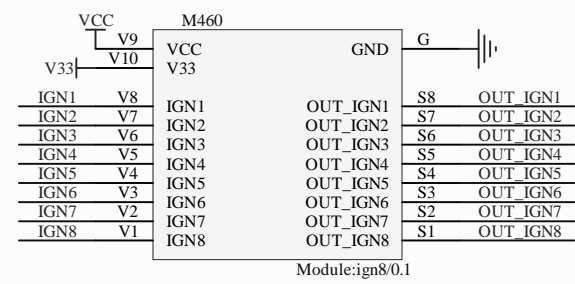 VCC M460
V9 VCC GND G
V33 V10 V33
IGN1 V8 IGN1 OUT_IGN1 S8 OUT_IGN1
IGN2 V7 IGN2 OUT_IGN2 S7 OUT_IGN2
IGN3 V6 IGN3 OUT_IGN3 S6 OUT_IGN3
IGN4 V5 IGN4 OUT_IGN4 S5 OUT_IGN4
IGN5 V4 IGN5 OUT_IGN5 S4 OUT_IGN5
IGN6 V3 IGN6 OUT_IGN6 S3 OUT_IGN6
IGN7 V2 IGN7 OUT_IGN7 S2 OUT_IGN7
IGN8 V1 IGN8 OUT_IGN8 S1 OUT_IGN8
Module:ign8/0.1